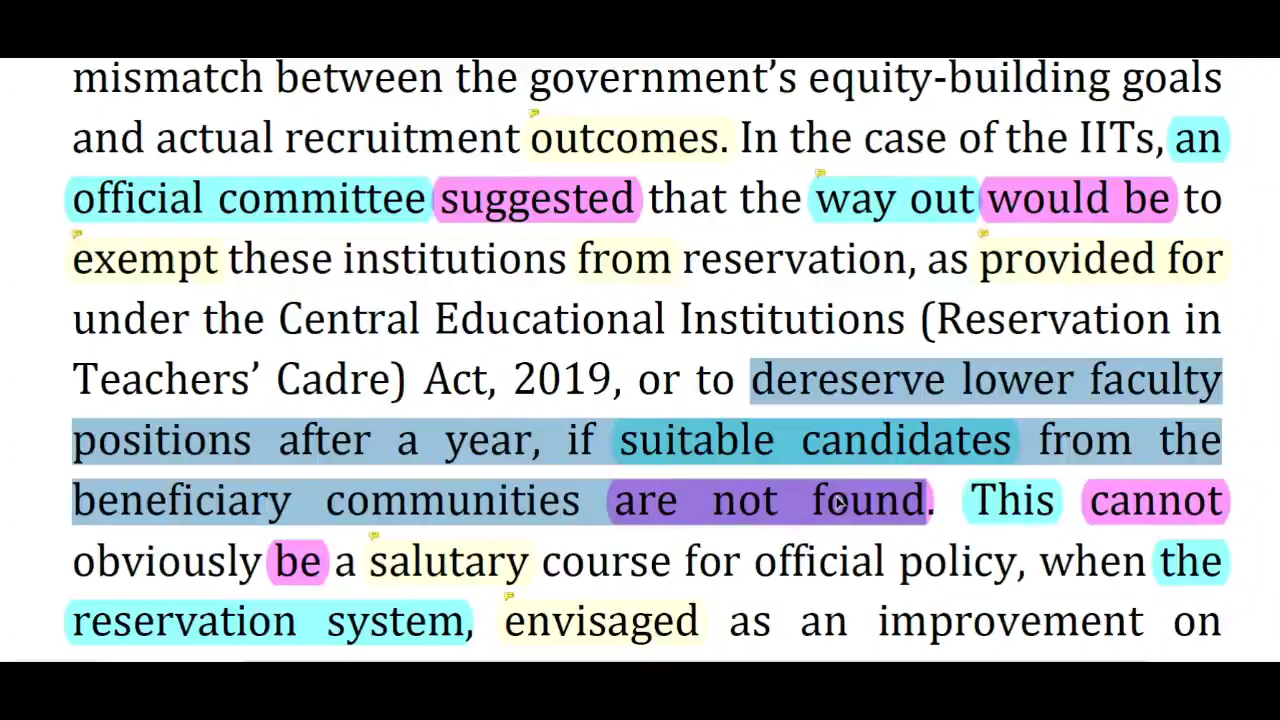 mismatch between the government’s equity-building goals
and actual recruitment outcomes. In the case of the IITs, an
official committee suggested that the way out would be to
exempt these institutions from reservation, as provided for
under the Central Educational Institutions (Reservation in
Teachers’ Cadre) Act, 2019, or to dereserve lower faculty
positions after a year, if suitable candidates from the
beneficiary communities are not found. This cannot
obviously be a salutary course for official policy, when the
reservation system, envisaged as an improvement on